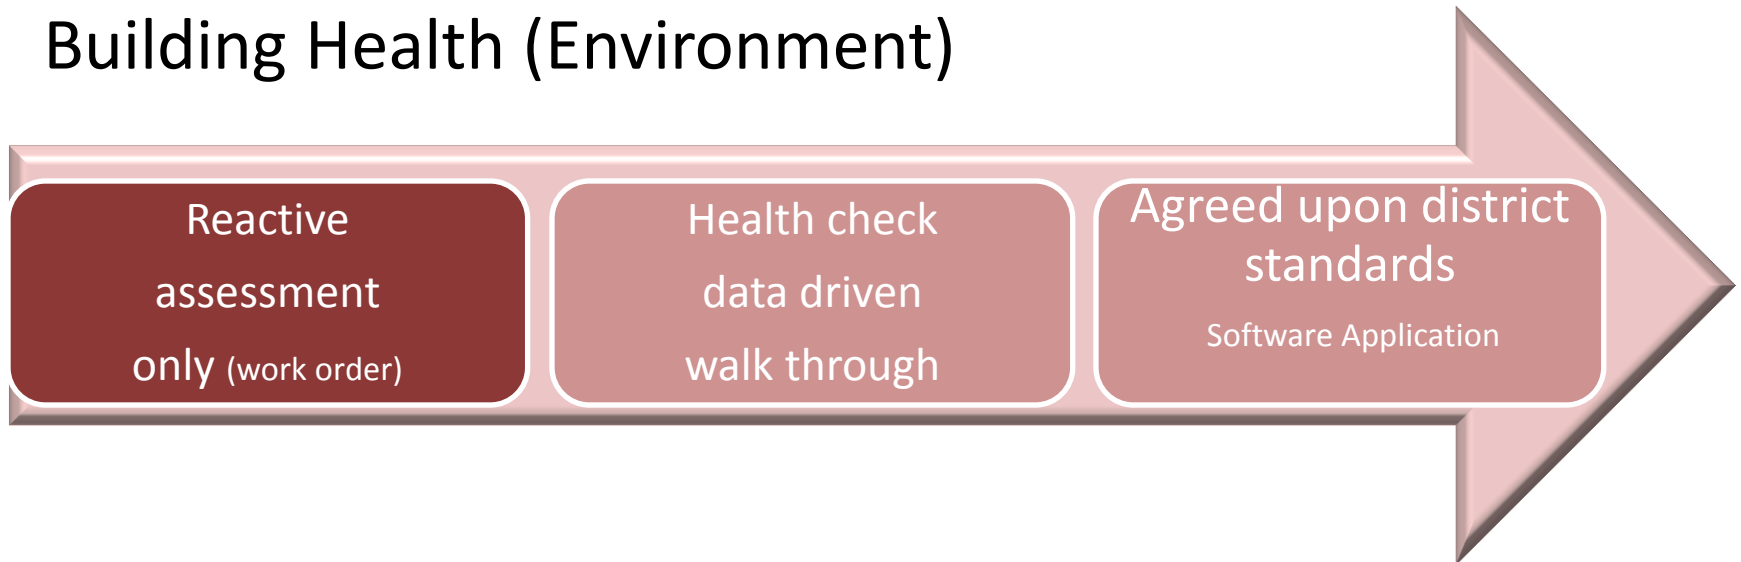 Building Health (Environment)
Reactive
assessment
only (work order)
Health check
data driven
walk through
Agreed upon district
standards
Software Application